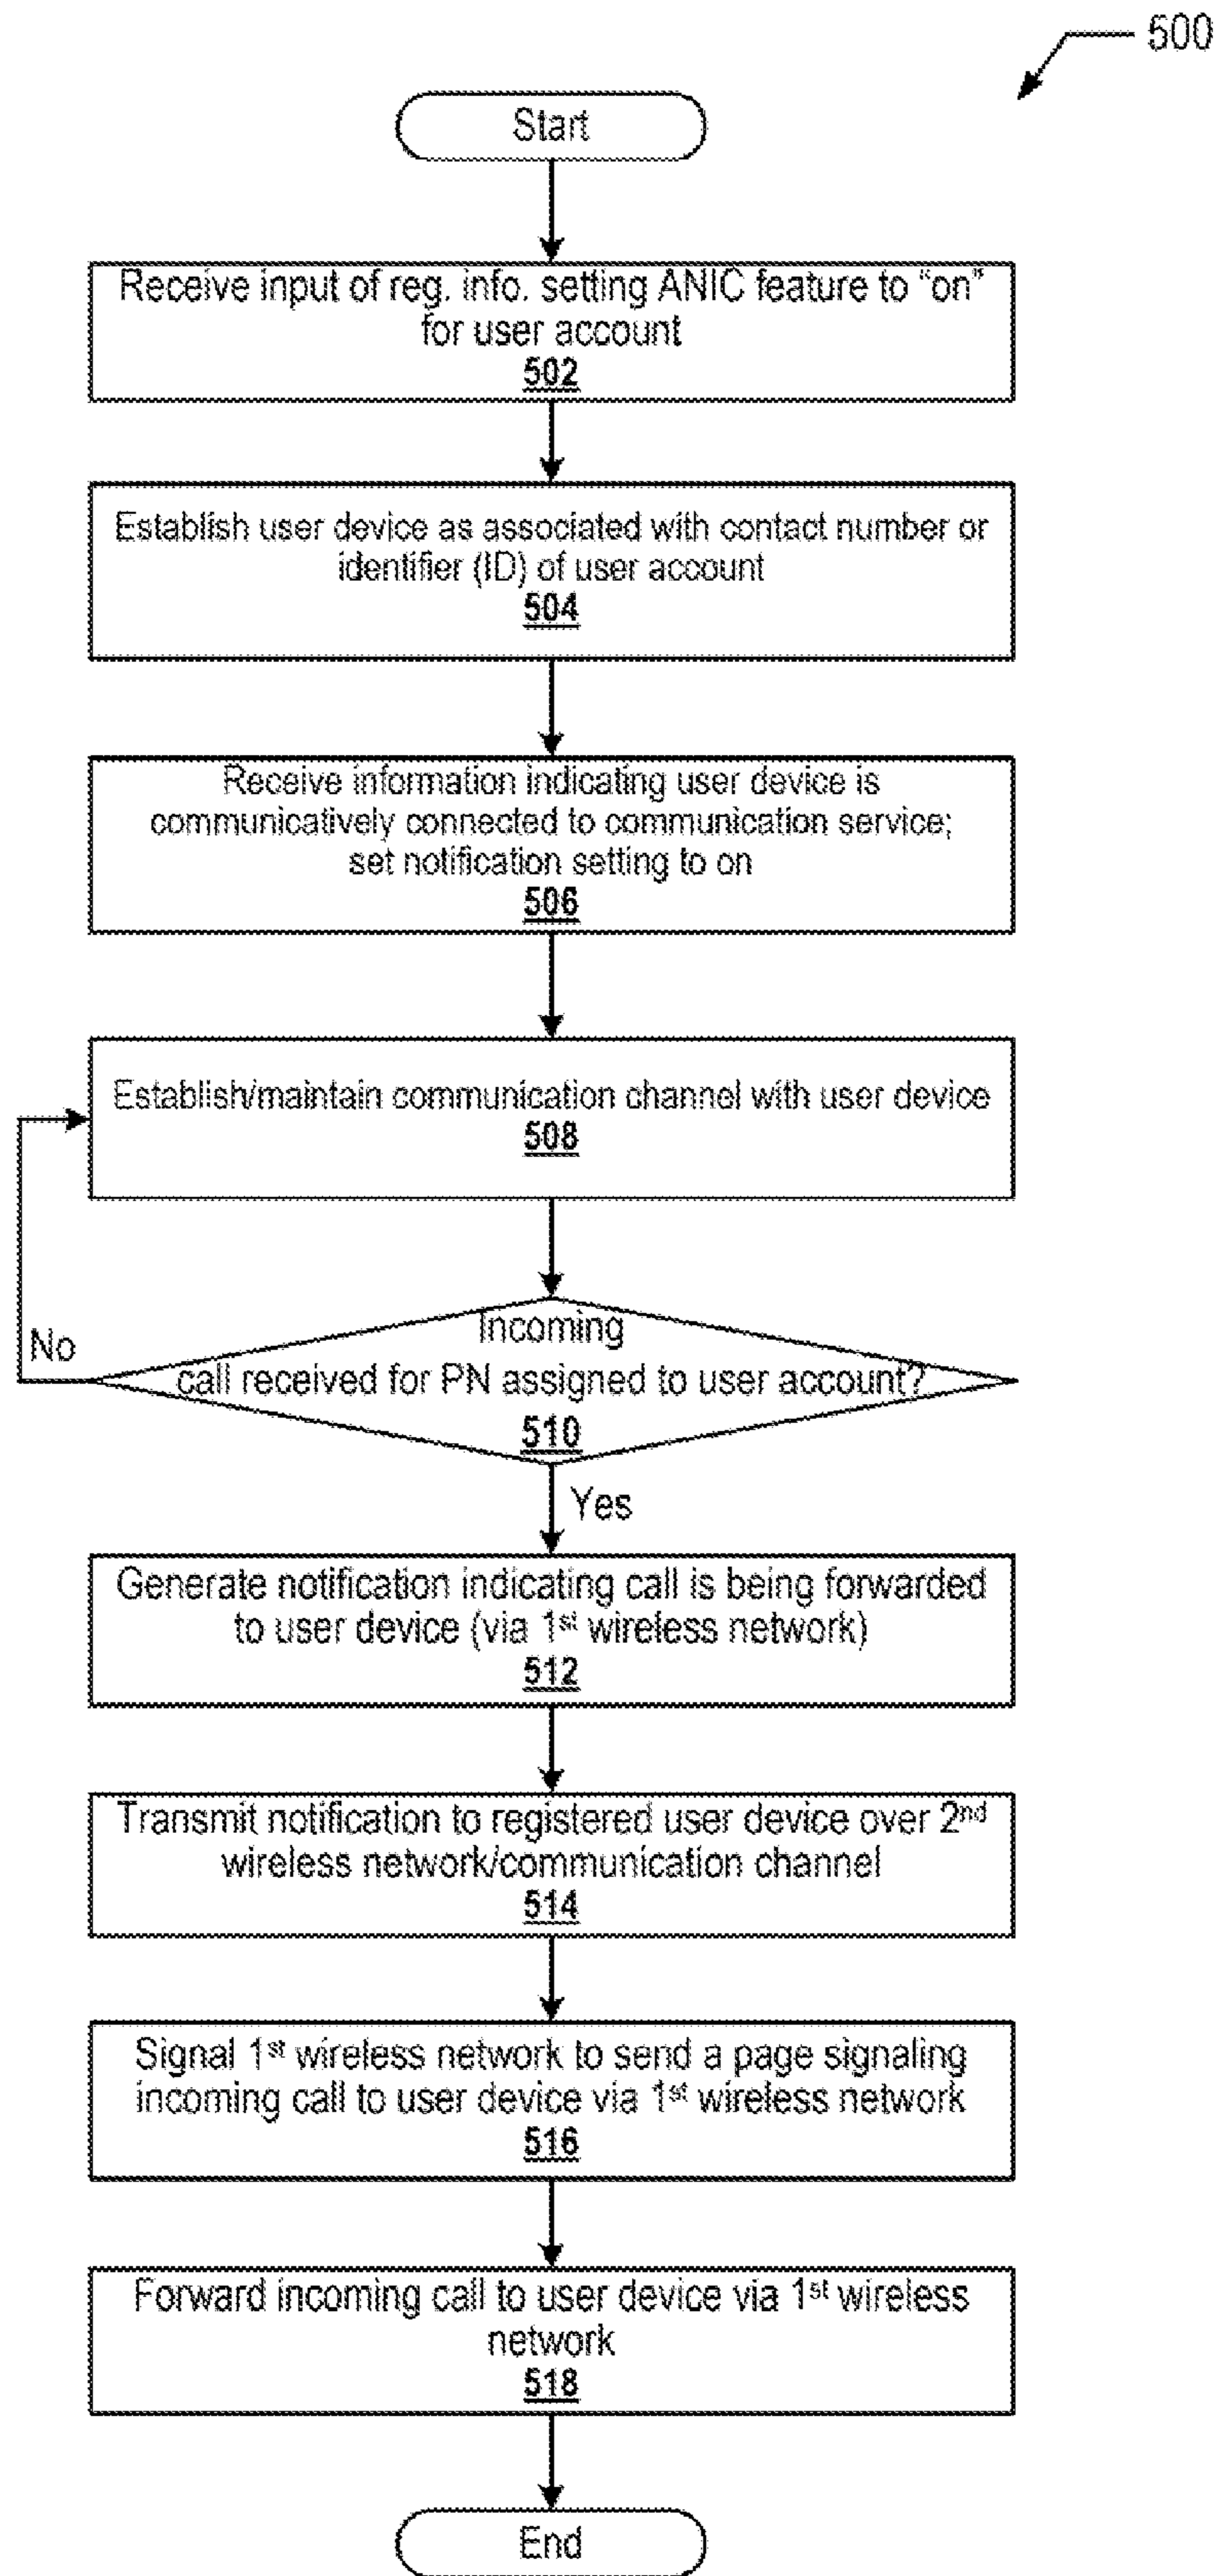 500
Start
Receive input of reg. info. setting ANIC feature to “on”
for user account
502
Establish user device as associated with contact number or
identifier (ID) of user account
504
Receive information indicating user device is
communicatively connected to communication service;
set notification setting to on
506
Establish/maintain communication channel with user device
508
Incoming
No
call received for PN assigned to user account?
510
Yes
Generate notification indicating call is being forwarded
to user device (via 1st wireless network)
512
Transmit notification to registered user device over 2nd
wireless network/communication channel
514
Signal 1st wireless network to send a page signaling
incoming call to user device via 1st wireless network
516
Forward incoming call to user device via 1st wireless
network
518
End